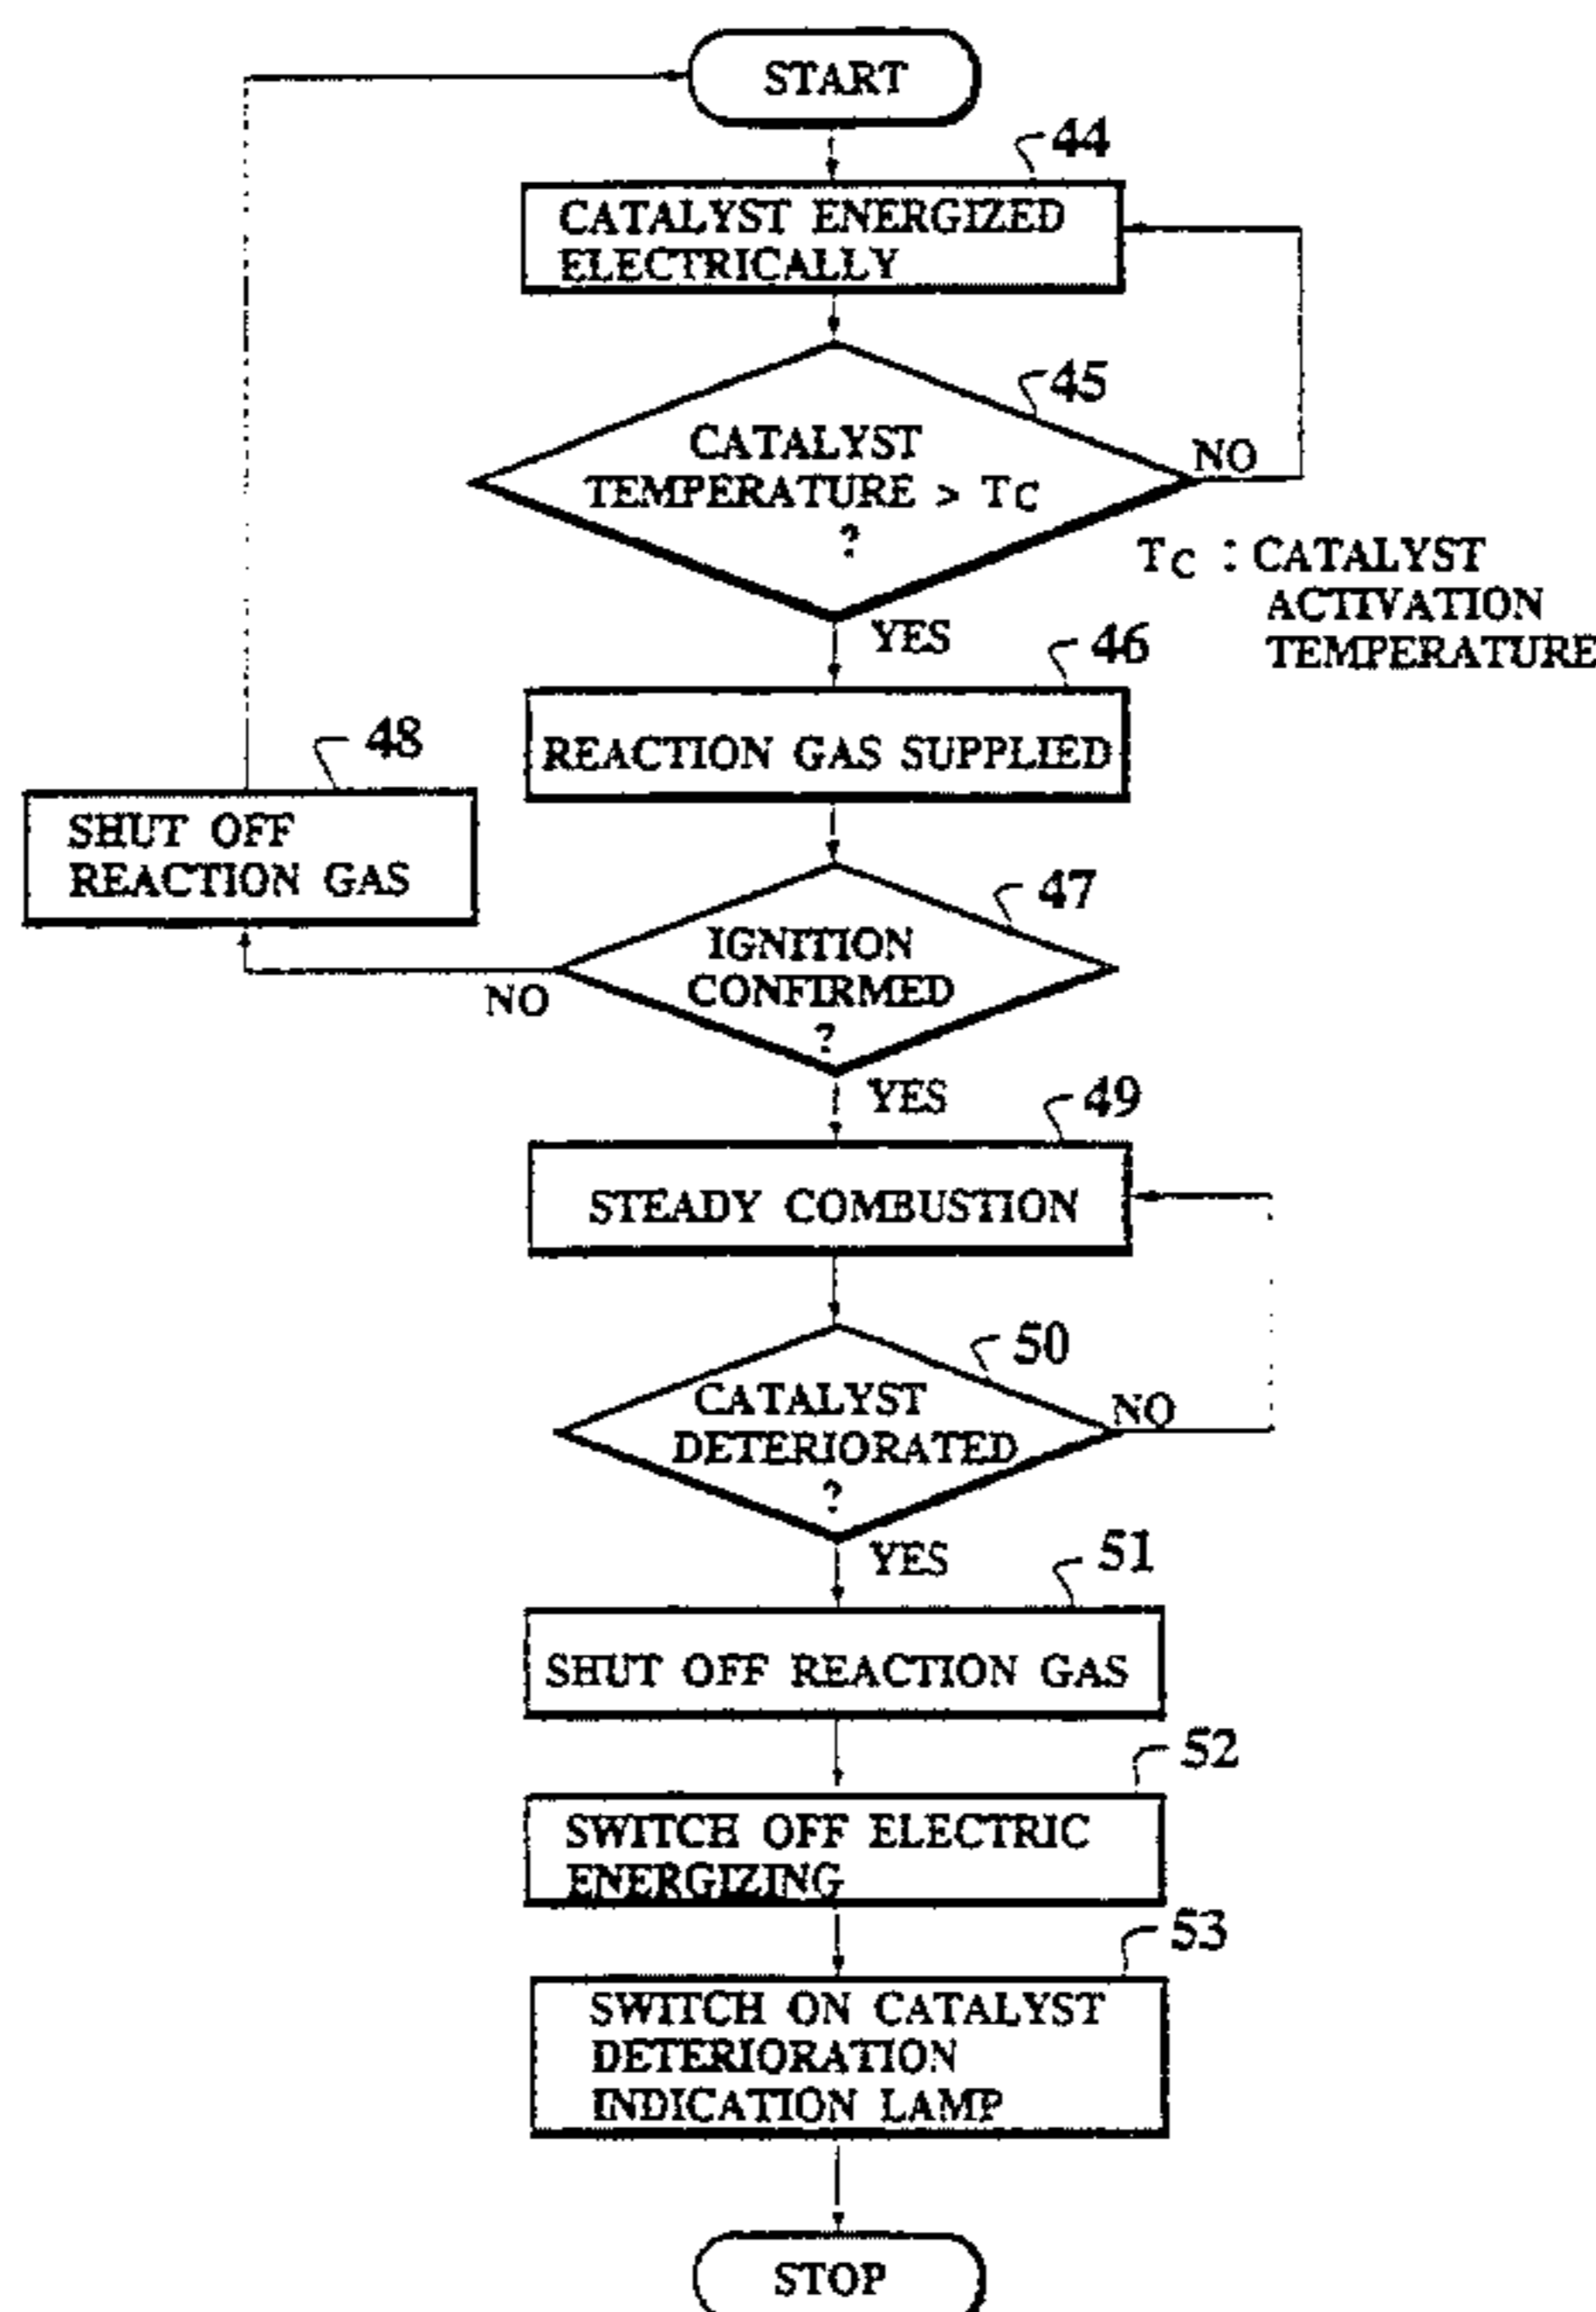 START
44
CATALYST ENERGIZED
ELECTRICALLY
45
CATALYST
TEMPERATURE > TC
?
NO
TC : CATALYST
ACTIVATION
TEMPERATURE
YES
46
REACTION GAS SUPPLIED
48
SHUT OFF
REACTION GAS
47
IGNITION
CONFIRMED
?
NO
YES
49
STEADY COMBUSTION
50
CATALYST
DETERIORATED
?
NO
YES
51
SHUT OFF REACTION GAS
52
SWITCH OFF ELECTRIC
ENERGIZING
53
SWITCH ON CATALYST
DETERIORATION
INDICATION LAMP
STOP